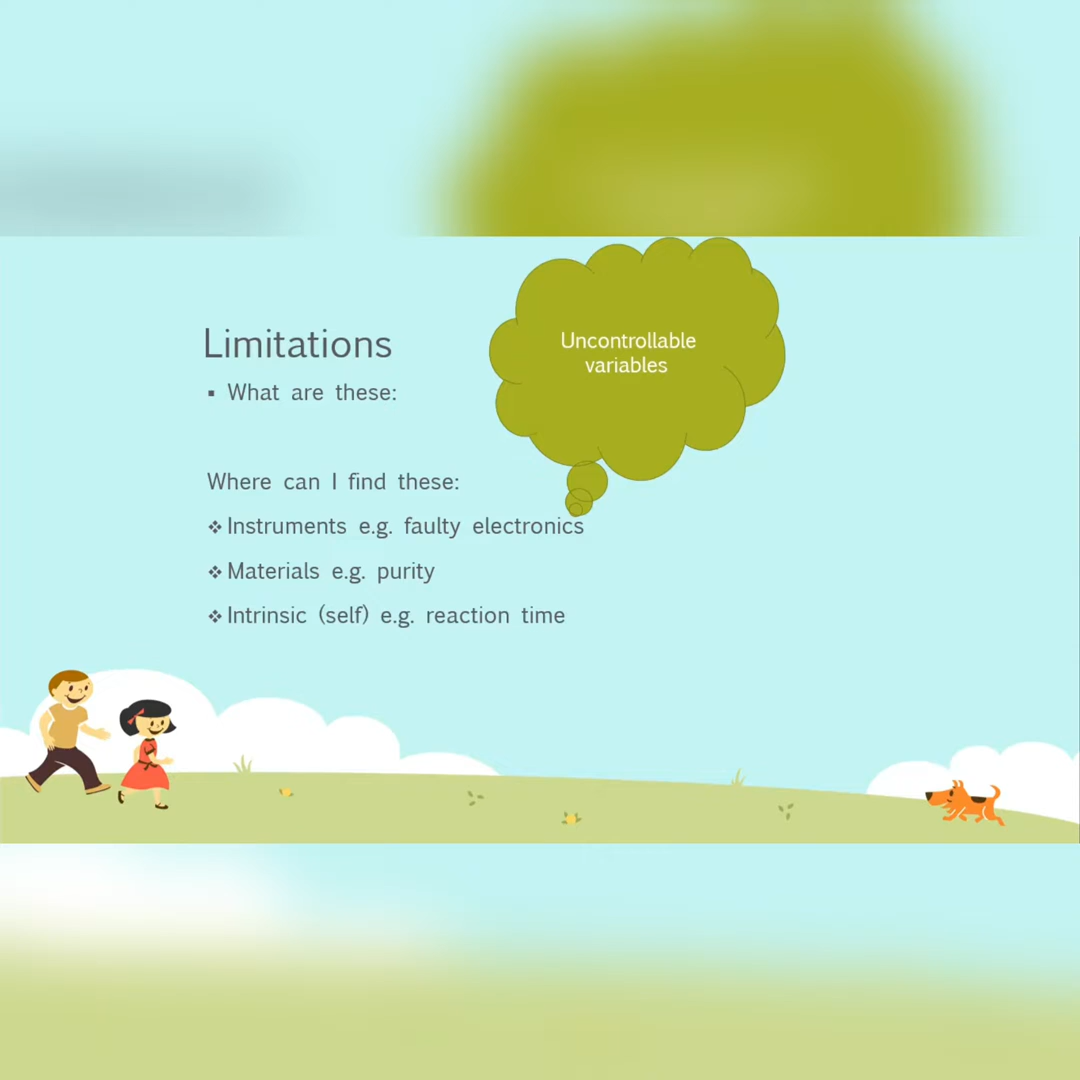 Limitations
▪ What are these:
Uncontrollable
variables
Where can I find these:
❖ Instruments e.g. faulty electronics
❖ Materials e.g. purity
❖ Intrinsic (self) e.g. reaction time